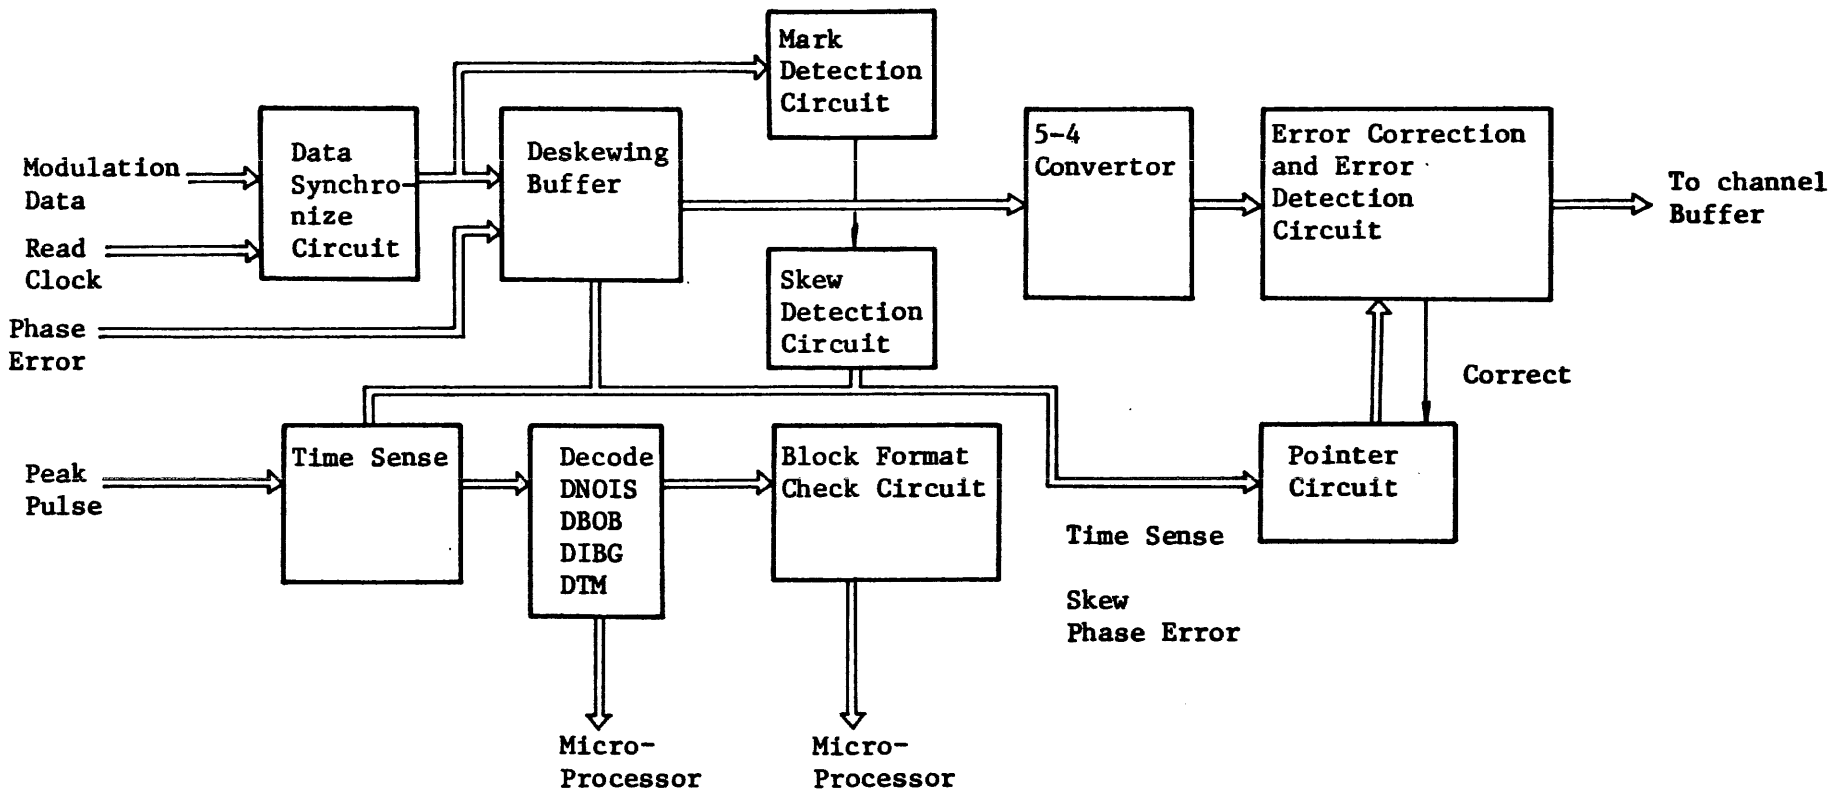 Mark
Detection
Circuit
Modulation
Data
Read
Clock
Phase
Error
Data
Synchro-
nize
Circuit
Deskewing
Buffer
5-4
Convertor
Error Correction
and Error
Detection
Circuit
To channel
Buffer
Skew
Detection
Circuit
Correct
Peak
Pulse
Time Sense
Decode
DNOIS
DBOB
DIBG
DTM
Block Format
Check Circuit
Pointer
Circuit
Time Sense
Skew
Phase Error
Micro-
Processor
Micro-
Processor